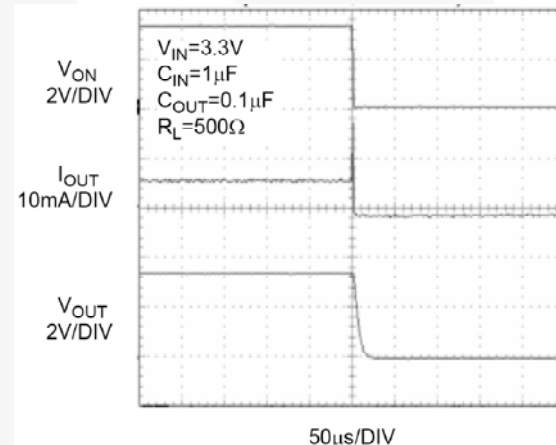 V_IN=3.3V
C_IN=1μF
C_OUT=0.1μF
R_L=500Ω
V_ON
2V/DIV
I_OUT
10mA/DIV
V_OUT
2V/DIV
50μs/DIV